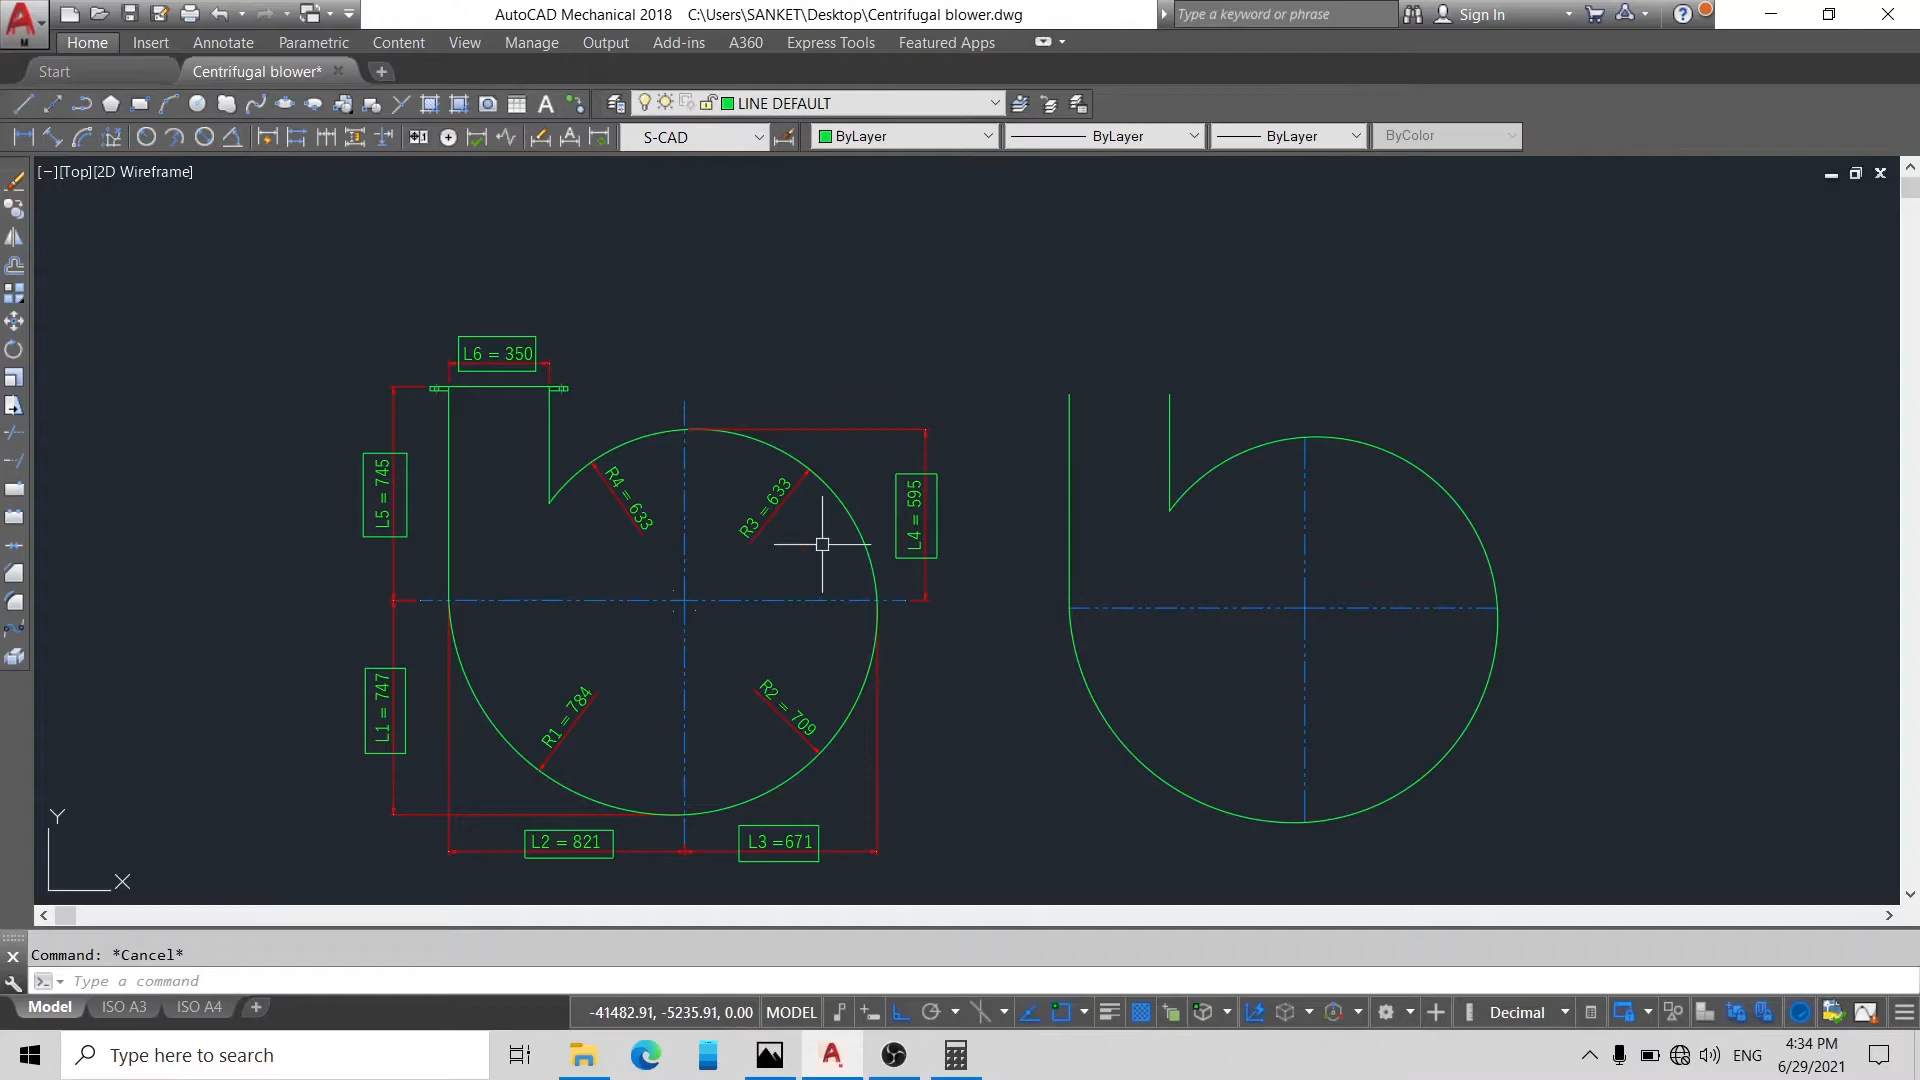 AutoCAD Mechanical 2018 C:\Users\SANKET\Desktop\Centrifugal blower.dwg
Type a keyword or phrase
Sign In
M
Home Insert Annotate Parametric Content View Manage Output Add-ins A360 Express Tools Featured Apps
Start Centrifugal blower*
LINE DEFAULT
S-CAD ByLayer ByLayer ByLayer ByColor
[−][Top][2D Wireframe]
L6 = 350
L5 = 745
R4 = 633
R3 = 633
L4 = 595
L1 = 747
R1 = 784
R2 = 709
L2 = 821
L3 =671
Y
X
Command: *Cancel*
Type a command
Model ISO A3 ISO A4
-41482.91, -5235.91, 0.00 MODEL Decimal
Type here to search
ENG
4:34 PM
6/29/2021